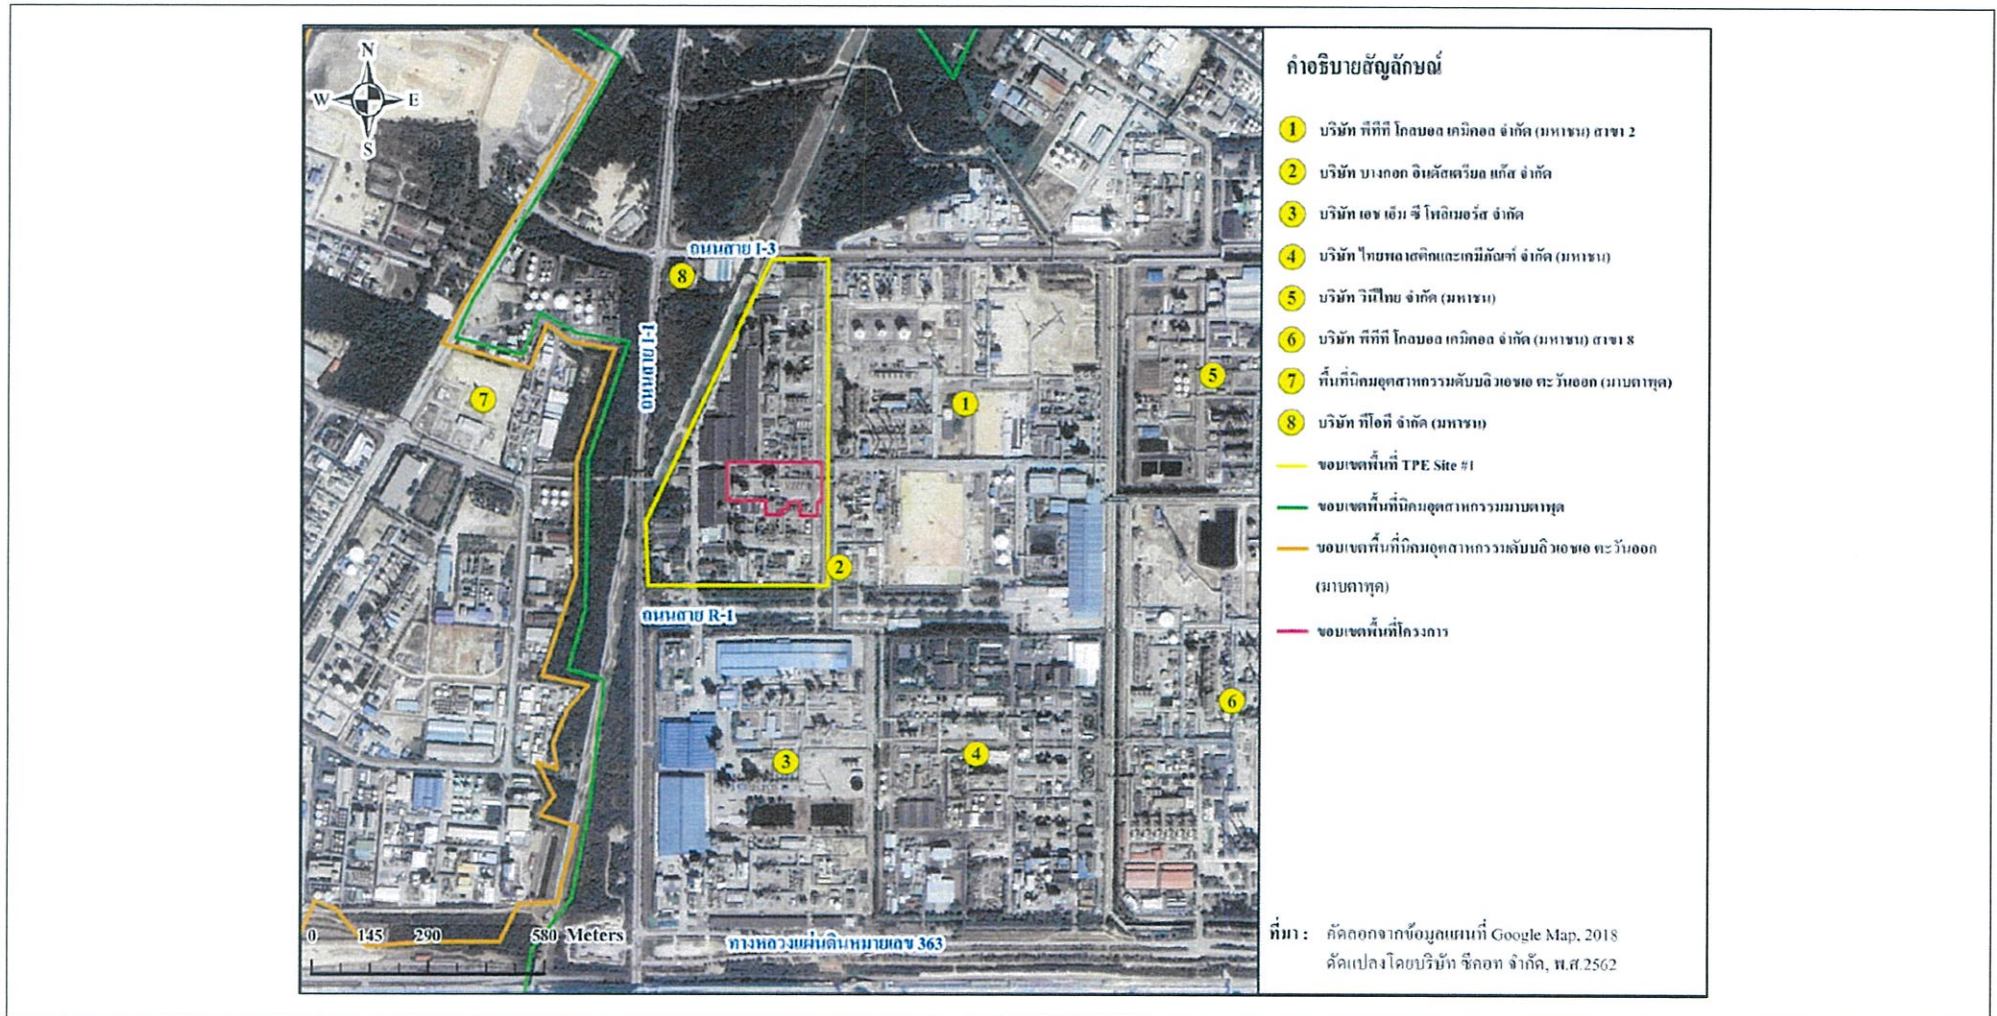 N
W E
S
ถนนสาย I-3
8
ถนนสาย I-1
7
1
5
2
ถนนสาย R-1
6
3
4
0 145 290 580 Meters
ทางหลวงแผ่นดินหมายเลข 363
คำอธิบายสัญลักษณ์
1 บริษัท พีทีที โกลบอล เคมิคอล จำกัด (มหาชน) สาขา 2
2 บริษัท บางกอก อินดัสเตรียล แก๊ส จำกัด
3 บริษัท เอช เอ็ม ซี โพลิเมอร์ส จำกัด
4 บริษัท ไทยพลาสติกและเคมีภัณฑ์ จำกัด (มหาชน)
5 บริษัท วีนิไทย จำกัด (มหาชน)
6 บริษัท พีทีที โกลบอล เคมิคอล จำกัด (มหาชน) สาขา 8
7 พื้นที่นิคมอุตสาหกรรมดับบลิวเอชเอ ตะวันออก (มาบตาพุด)
8 บริษัท ทีโอที จำกัด (มหาชน)
ขอบเขตพื้นที่ TPE Site #1
ขอบเขตพื้นที่นิคมอุตสาหกรรมมาบตาพุด
ขอบเขตพื้นที่นิคมอุตสาหกรรมดับบลิวเอชเอ ตะวันออก
(มาบตาพุด)
ขอบเขตพื้นที่โครงการ
ที่มา : คัดลอกจากข้อมูลแผนที่ Google Map, 2018
ดัดแปลงโดยบริษัท ซีคอท จำกัด, พ.ศ.2562